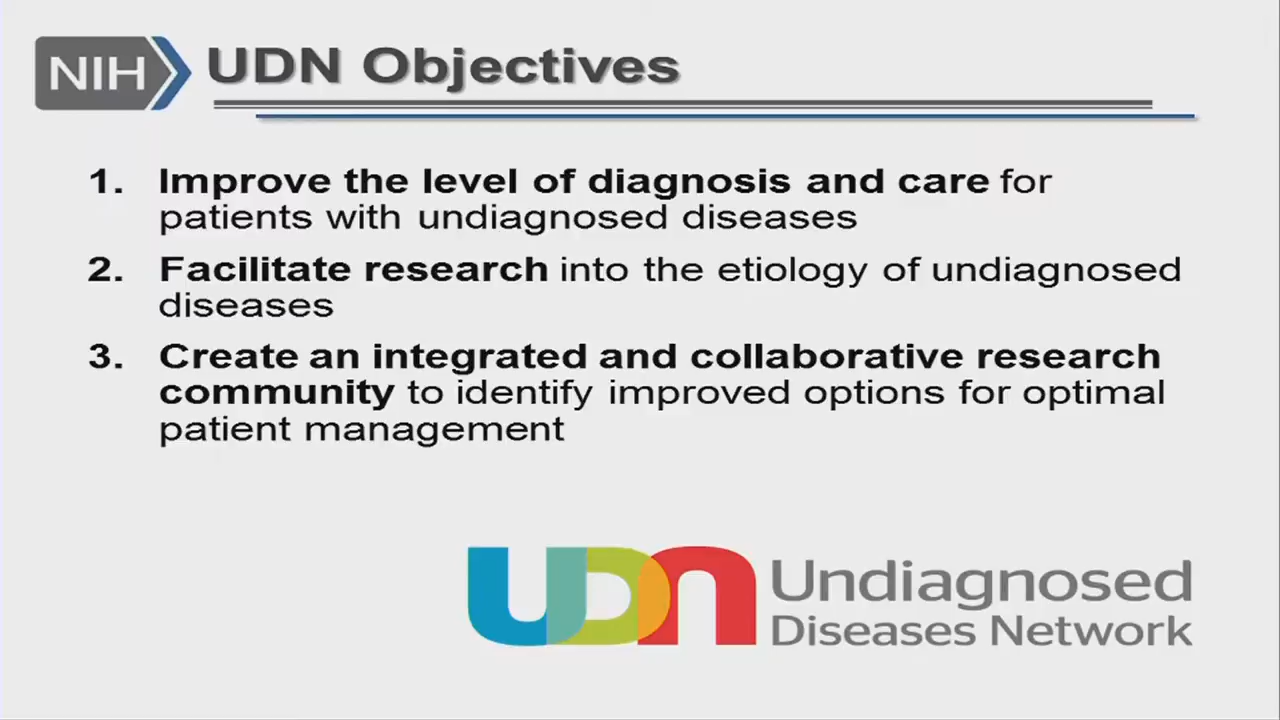 NIH
UDN Objectives
1. Improve the level of diagnosis and care for
patients with undiagnosed diseases
2. Facilitate research into the etiology of undiagnosed
diseases
3. Create an integrated and collaborative research
community to identify improved options for optimal
patient management
UDN
Undiagnosed
Diseases Network